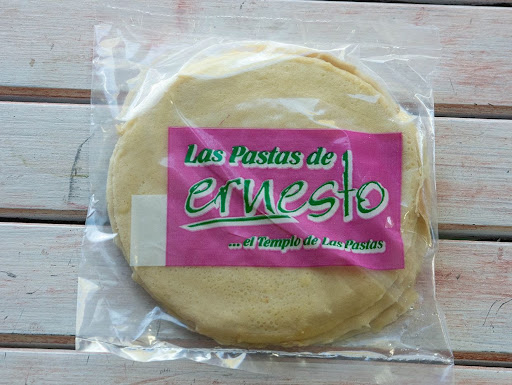 Las Pastas de
ernesto
... el Templo de Las Pastas